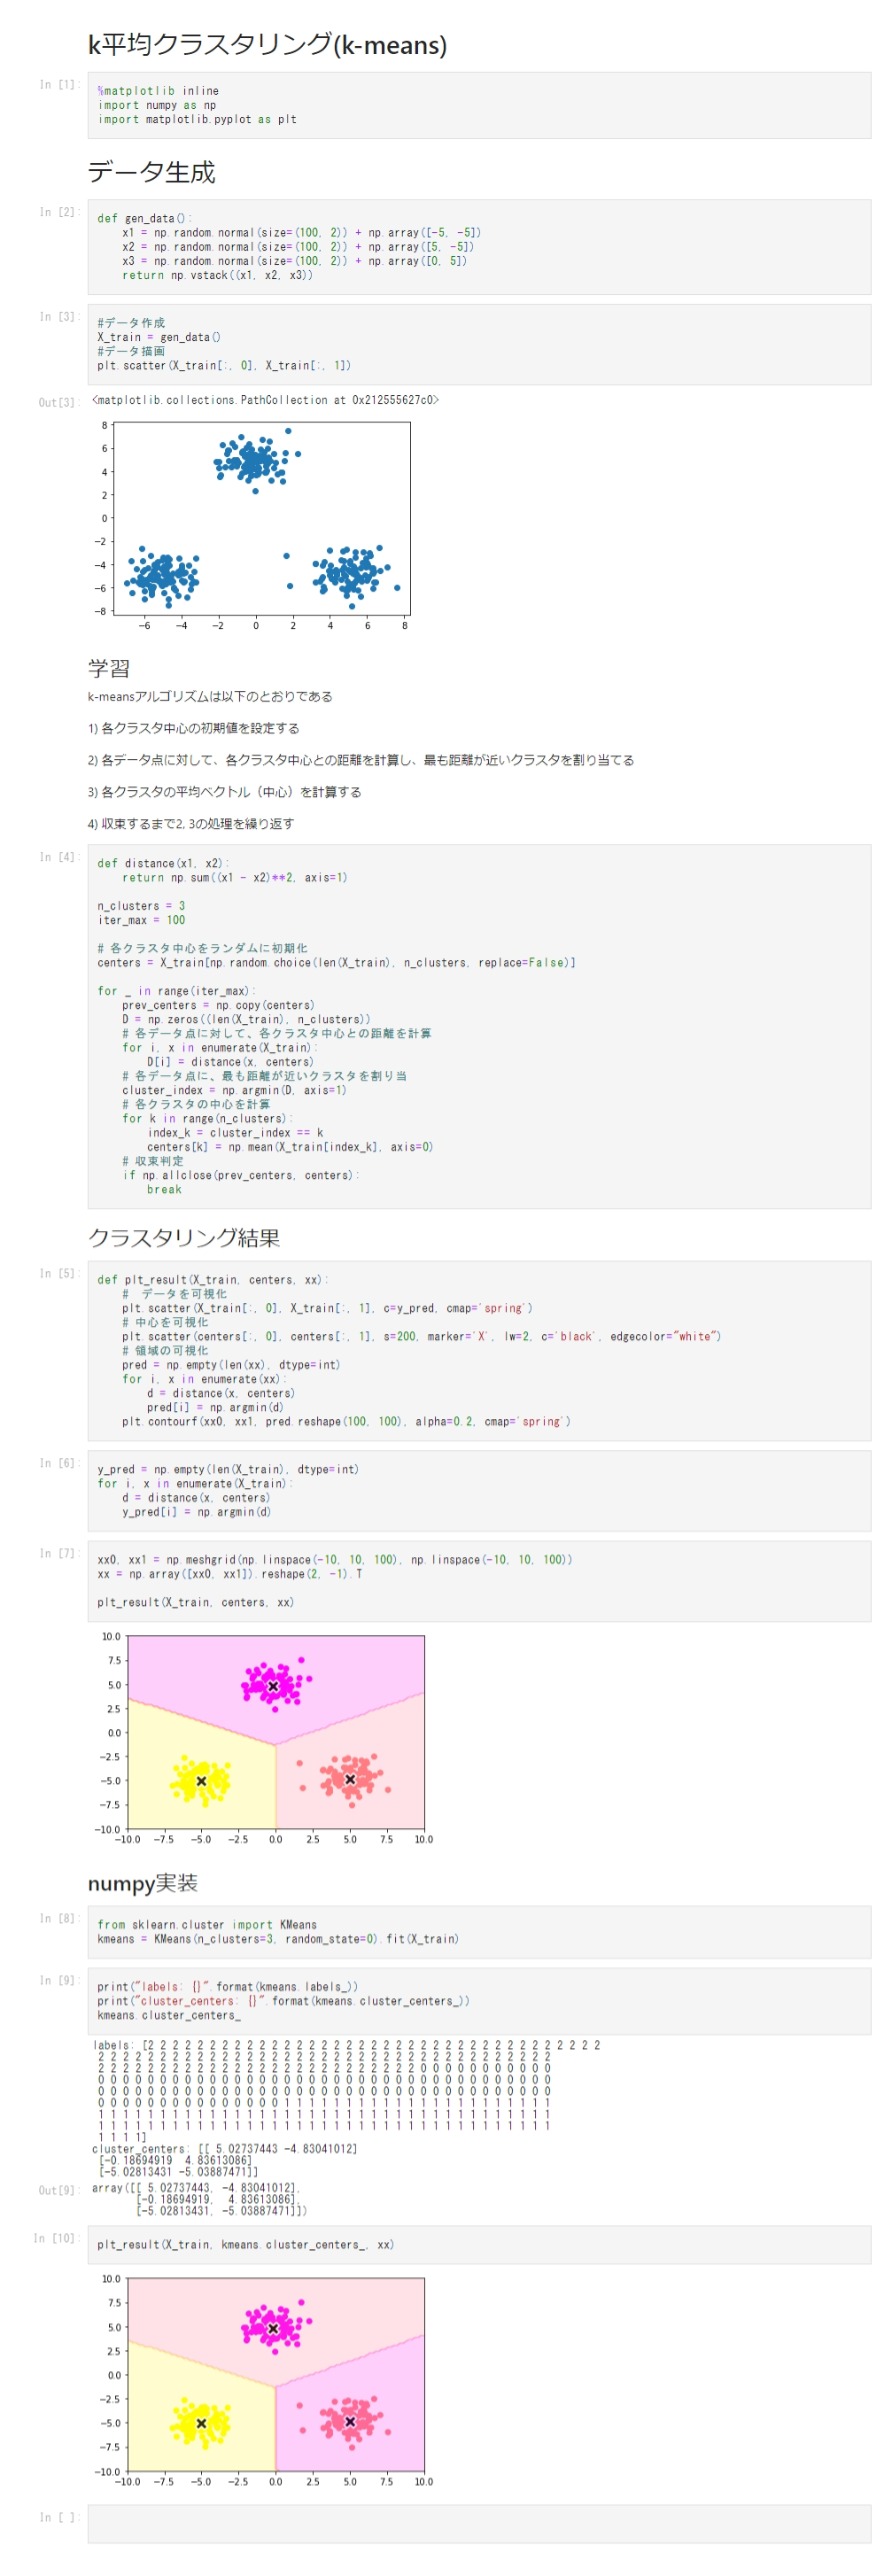 k平均クラスタリング(k-means)
In [1]:
%matplotlib inline
import numpy as np
import matplotlib.pyplot as plt
データ生成
In [2]:
def gen_data():
    x1 = np.random.normal(size=(100, 2)) + np.array([-5, -5])
    x2 = np.random.normal(size=(100, 2)) + np.array([5, -5])
    x3 = np.random.normal(size=(100, 2)) + np.array([0, 5])
    return np.vstack((x1, x2, x3))
In [3]:
#データ作成
X_train = gen_data()
#データ描画
plt.scatter(X_train[:, 0], X_train[:, 1])
Out[3]: <matplotlib.collections.PathCollection at 0x212555627c0>
8
6
4
2
0
−2
−4
−6
−8
−6 −4 −2 0 2 4 6 8
学習
k-meansアルゴリズムは以下のとおりである
1) 各クラスタ中心の初期値を設定する
2) 各データ点に対して、各クラスタ中心との距離を計算し、最も距離が近いクラスタを割り当てる
3) 各クラスタの平均ベクトル（中心）を計算する
4) 収束するまで2, 3の処理を繰り返す
In [4]:
def distance(x1, x2):
    return np.sum((x1 - x2)**2, axis=1)
n_clusters = 3
iter_max = 100
# 各クラスタ中心をランダムに初期化
centers = X_train[np.random.choice(len(X_train), n_clusters, replace=False)]
for _ in range(iter_max):
    prev_centers = np.copy(centers)
    D = np.zeros((len(X_train), n_clusters))
    # 各データ点に対して、各クラスタ中心との距離を計算
    for i, x in enumerate(X_train):
        D[i] = distance(x, centers)
    # 各データ点に、最も距離が近いクラスタを割り当
    cluster_index = np.argmin(D, axis=1)
    # 各クラスタの中心を計算
    for k in range(n_clusters):
        index_k = cluster_index == k
        centers[k] = np.mean(X_train[index_k], axis=0)
    # 収束判定
    if np.allclose(prev_centers, centers):
        break
クラスタリング結果
In [5]:
def plt_result(X_train, centers, xx):
    #　データを可視化
    plt.scatter(X_train[:, 0], X_train[:, 1], c=y_pred, cmap='spring')
    # 中心を可視化
    plt.scatter(centers[:, 0], centers[:, 1], s=200, marker='X', lw=2, c='black', edgecolor="white")
    # 領域の可視化
    pred = np.empty(len(xx), dtype=int)
    for i, x in enumerate(xx):
        d = distance(x, centers)
        pred[i] = np.argmin(d)
    plt.contourf(xx0, xx1, pred.reshape(100, 100), alpha=0.2, cmap='spring')
In [6]:
y_pred = np.empty(len(X_train), dtype=int)
for i, x in enumerate(X_train):
    d = distance(x, centers)
    y_pred[i] = np.argmin(d)
In [7]:
xx0, xx1 = np.meshgrid(np.linspace(-10, 10, 100), np.linspace(-10, 10, 100))
xx = np.array([xx0, xx1]).reshape(2, -1).T
plt_result(X_train, centers, xx)
10.0
7.5
5.0
2.5
0.0
−2.5
−5.0
−7.5
−10.0
−10.0 −7.5 −5.0 −2.5 0.0 2.5 5.0 7.5 10.0
numpy実装
In [8]:
from sklearn.cluster import KMeans
kmeans = KMeans(n_clusters=3, random_state=0).fit(X_train)
In [9]:
print("labels: {}".format(kmeans.labels_))
print("cluster_centers: {}".format(kmeans.cluster_centers_))
kmeans.cluster_centers_
labels: [2 2 2 2 2 2 2 2 2 2 2 2 2 2 2 2 2 2 2 2 2 2 2 2 2 2 2 2 2 2 2 2 2 2 2 2 2
 2 2 2 2 2 2 2 2 2 2 2 2 2 2 2 2 2 2 2 2 2 2 2 2 2 2 2 2 2 2 2 2 2 2 2 2 2
 2 2 2 2 2 2 2 2 2 2 2 2 2 2 2 2 2 2 2 2 2 2 2 2 2 2 0 0 0 0 0 0 0 0 0 0 0
 0 0 0 0 0 0 0 0 0 0 0 0 0 0 0 0 0 0 0 0 0 0 0 0 0 0 0 0 0 0 0 0 0 0 0 0 0
 0 0 0 0 0 0 0 0 0 0 0 0 0 0 0 0 0 0 0 0 0 0 0 0 0 0 0 0 0 0 0 0 0 0 0 0 0
 0 0 0 0 0 0 0 0 0 0 0 0 0 0 0 1 1 1 1 1 1 1 1 1 1 1 1 1 1 1 1 1 1 1 1 1 1
 1 1 1 1 1 1 1 1 1 1 1 1 1 1 1 1 1 1 1 1 1 1 1 1 1 1 1 1 1 1 1 1 1 1 1 1 1
 1 1 1 1 1 1 1 1 1 1 1 1 1 1 1 1 1 1 1 1 1 1 1 1 1 1 1 1 1 1 1 1 1 1 1 1 1
 1 1 1 1]
cluster_centers: [[ 5.02737443 -4.83041012]
 [-0.18694919  4.83613086]
 [-5.02813431 -5.03887471]]
Out[9]: array([[ 5.02737443, -4.83041012],
       [-0.18694919,  4.83613086],
       [-5.02813431, -5.03887471]])
In [10]:
plt_result(X_train, kmeans.cluster_centers_, xx)
10.0
7.5
5.0
2.5
0.0
−2.5
−5.0
−7.5
−10.0
−10.0 −7.5 −5.0 −2.5 0.0 2.5 5.0 7.5 10.0
In [ ]: